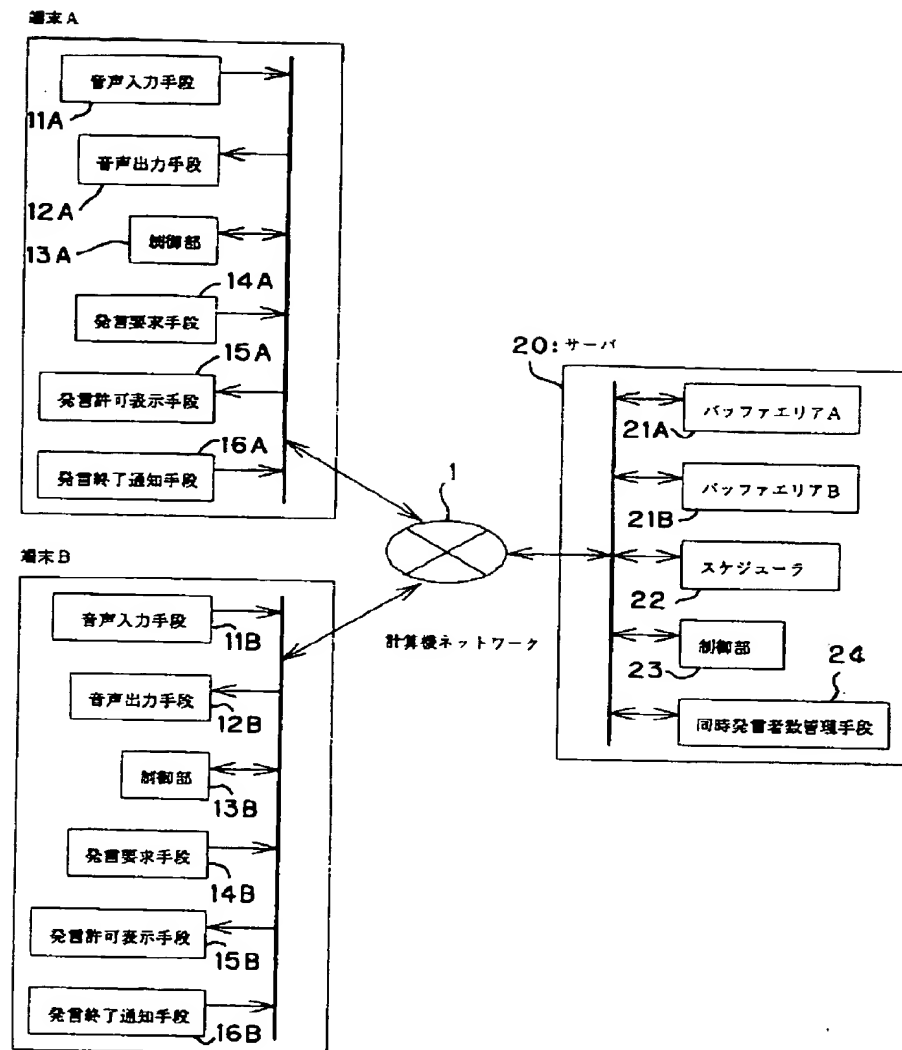 端末A
音声入力手段
11A
音声出力手段
12A
制御部
13A
14A
発言要求手段
15A
発言許可表示手段
16A
発言終了通知手段
端末B
音声入力手段
11B
音声出力手段
12B
制御部
13B
発言要求手段
14B
発言許可表示手段
15B
発言終了通知手段
16B
1
計算機ネットワーク
20:サーバ
バッファエリアA
21A
バッファエリアB
21B
スケジューラ
22
制御部
23
24
同時発言者数管理手段